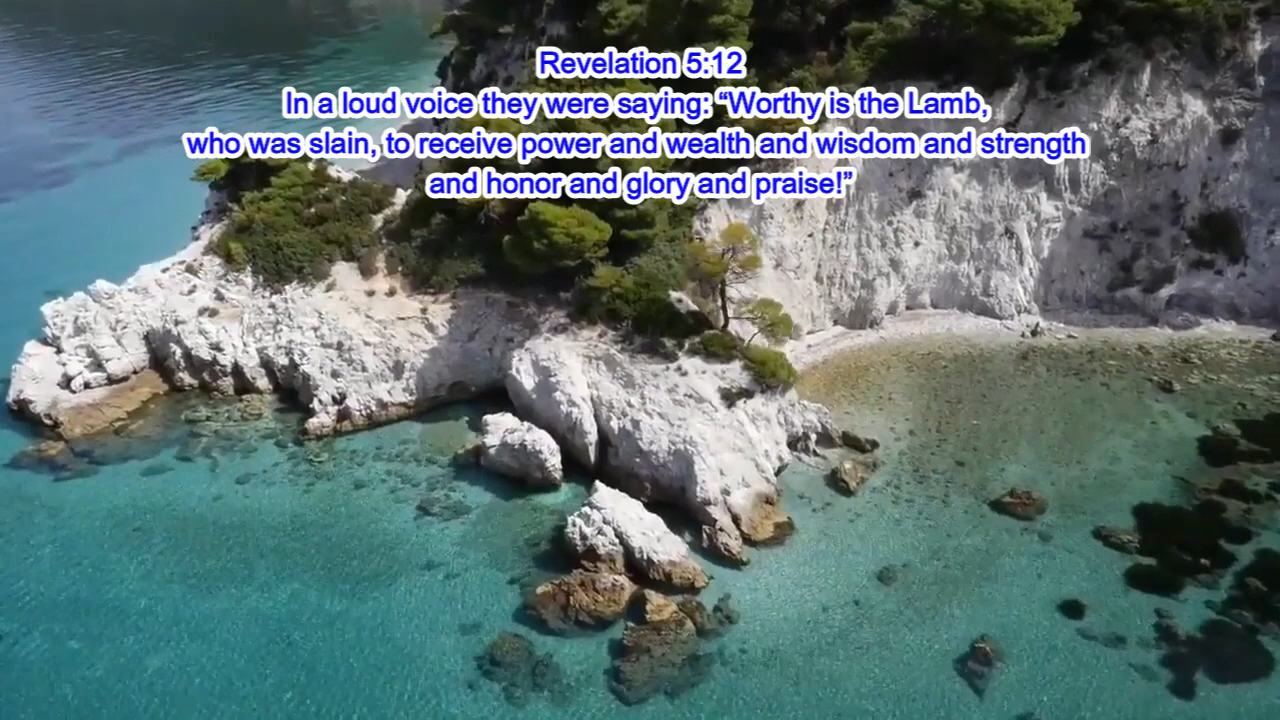 Revelation 5:12
In a loud voice they were saying: “Worthy is the Lamb,
who was slain, to receive power and wealth and wisdom and strength
and honor and glory and praise!”